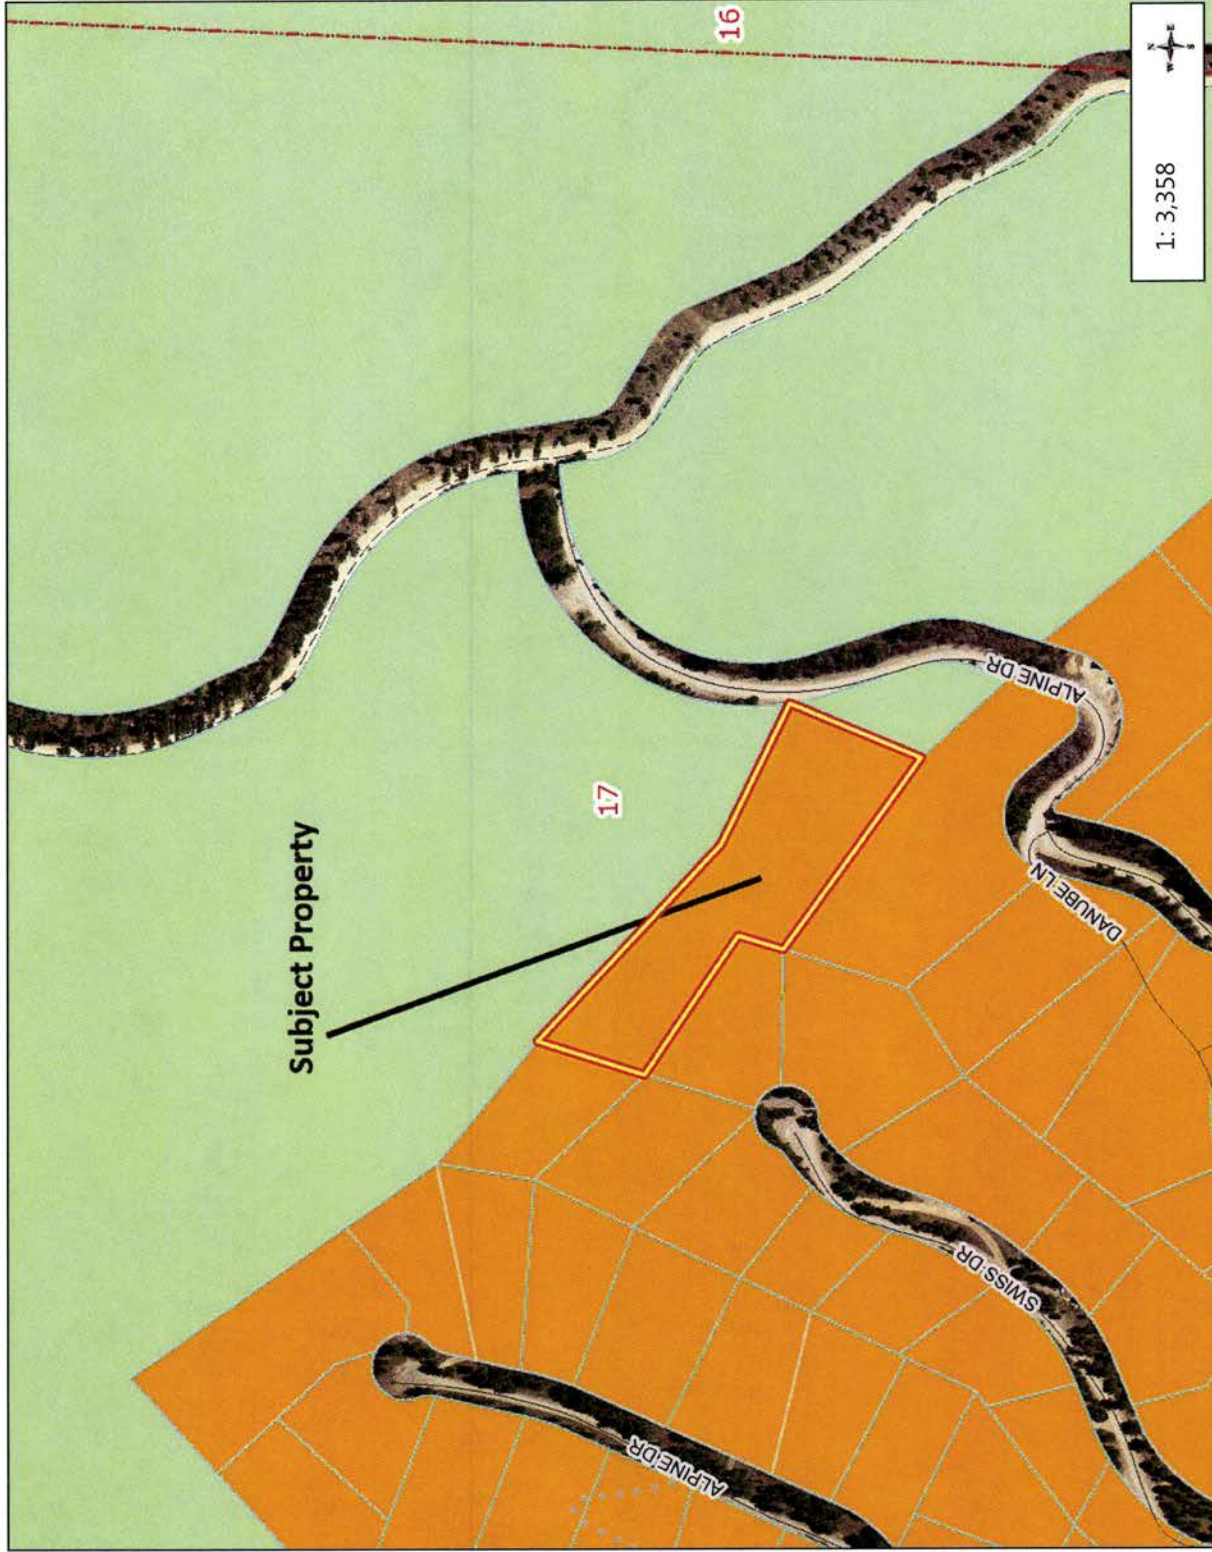 16
Subject Property
17
ALPINE DR
DANUBE LN
SWISS DR
ALPINE DR
N
W
E
S
1: 3,358